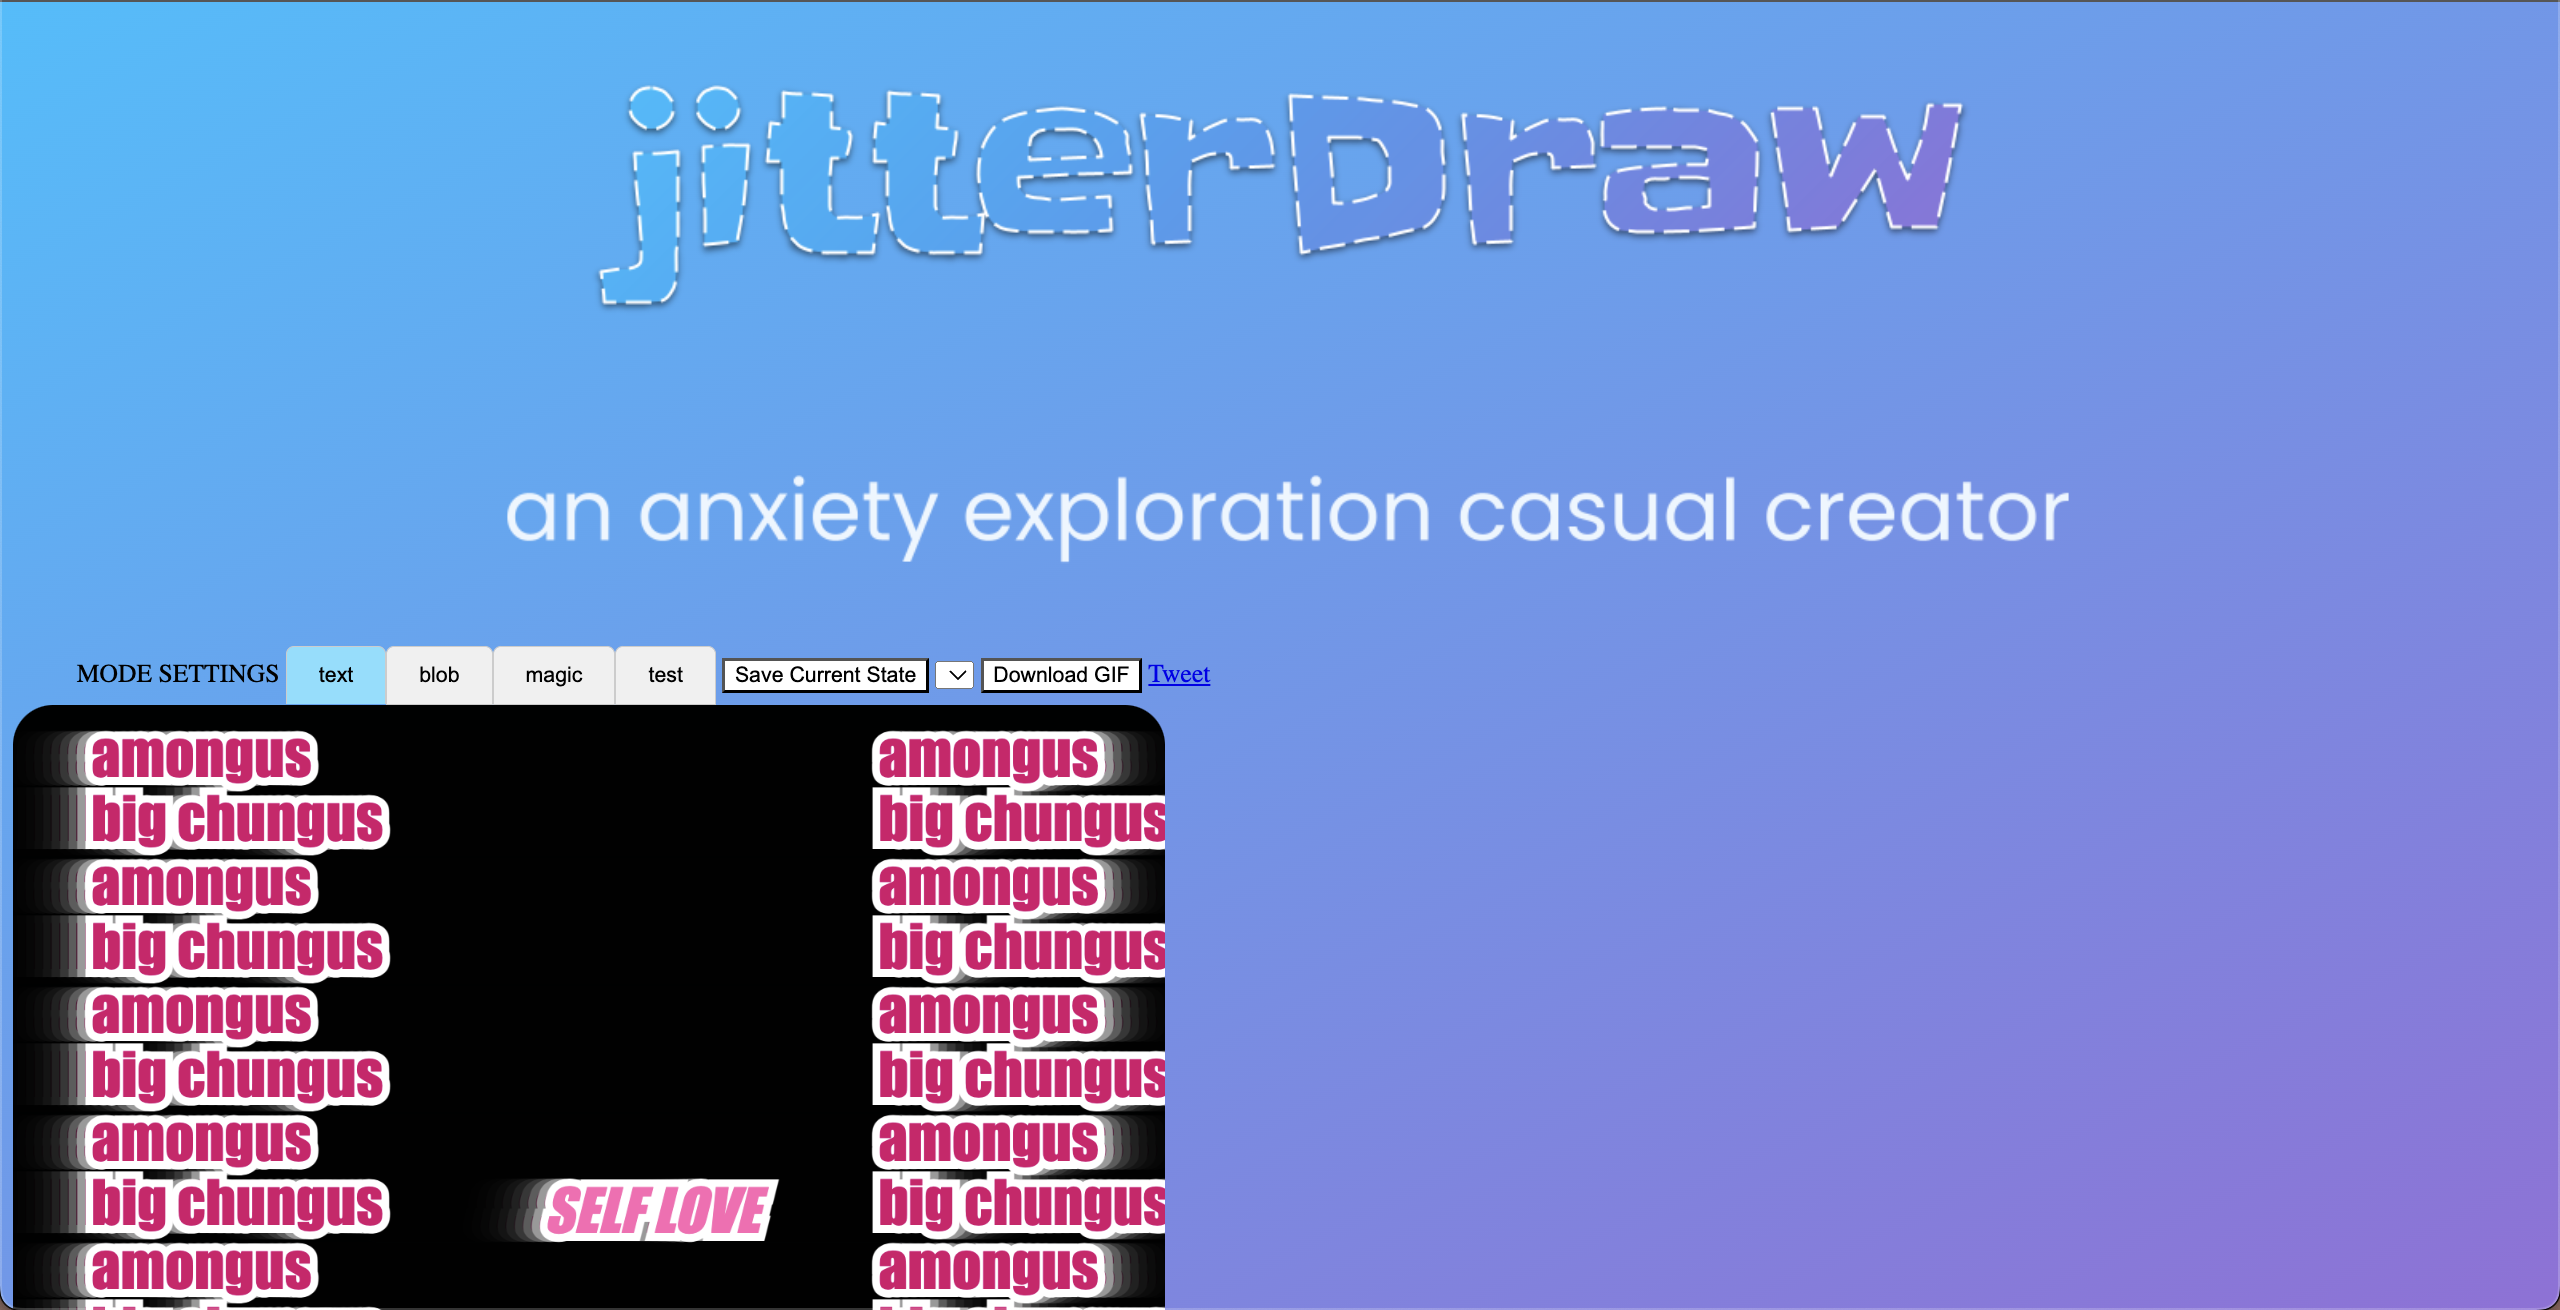 jitterDraw
an anxiety exploration casual creator
MODE SETTINGS text blob magic test Save Current State Download GIF Tweet
amongus amongus
big chungus big chungus
amongus amongus
big chungus big chungus
amongus amongus
big chungus big chungus
amongus amongus
big chungus SELF LOVE big chungus
amongus amongus